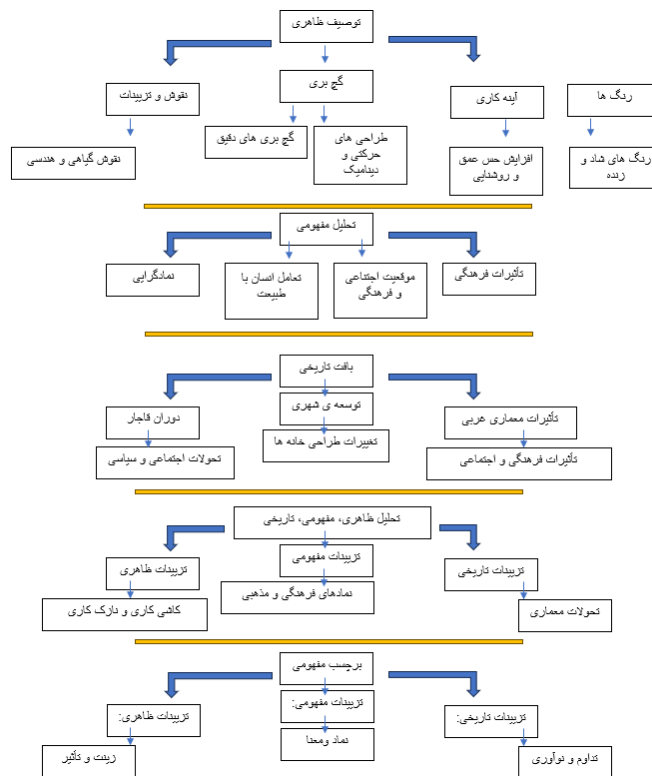 توصیف ظاهری
رنگ ها
آینه کاری
گچ بری
نقوش و تزیینات
رنگ های شاد و
زنده
افزایش حس عمق
و روشنایی
طراحی های
حرکتی و
دینامیک
گچ بری های دقیق
نقوش گیاهی و هندسی
تحلیل مفهومی
تأثیرات فرهنگی
موقعیت اجتتاعی
و فرهنگی
تعامل انسان با
طبیعت
نمادگرایی
بافت تاریخی
تأثیرات معماری غربی
توسعه ی شهری
دوران قاجار
تأثیرات فرهنگی و اجتماعی
تغییرات طراحی خانه ها
تحولات اجتماعی و سیاسی
تحلیل ظاهری، مفهومی، تاریخی
تزیینات تاریخی
تزیینات مفهومی
تزیینات ظاهری
تحولات معماری
نمادهای فرهنگی و مذهبی
کاشی کاری و نازک کاری
برچسب مفهومی
تزیینات تاریخی:
تزیینات مفهومی:
تزیینات ظاهری:
تداوم و نوآوری
نماد ومعنا
زینت و تأثیر